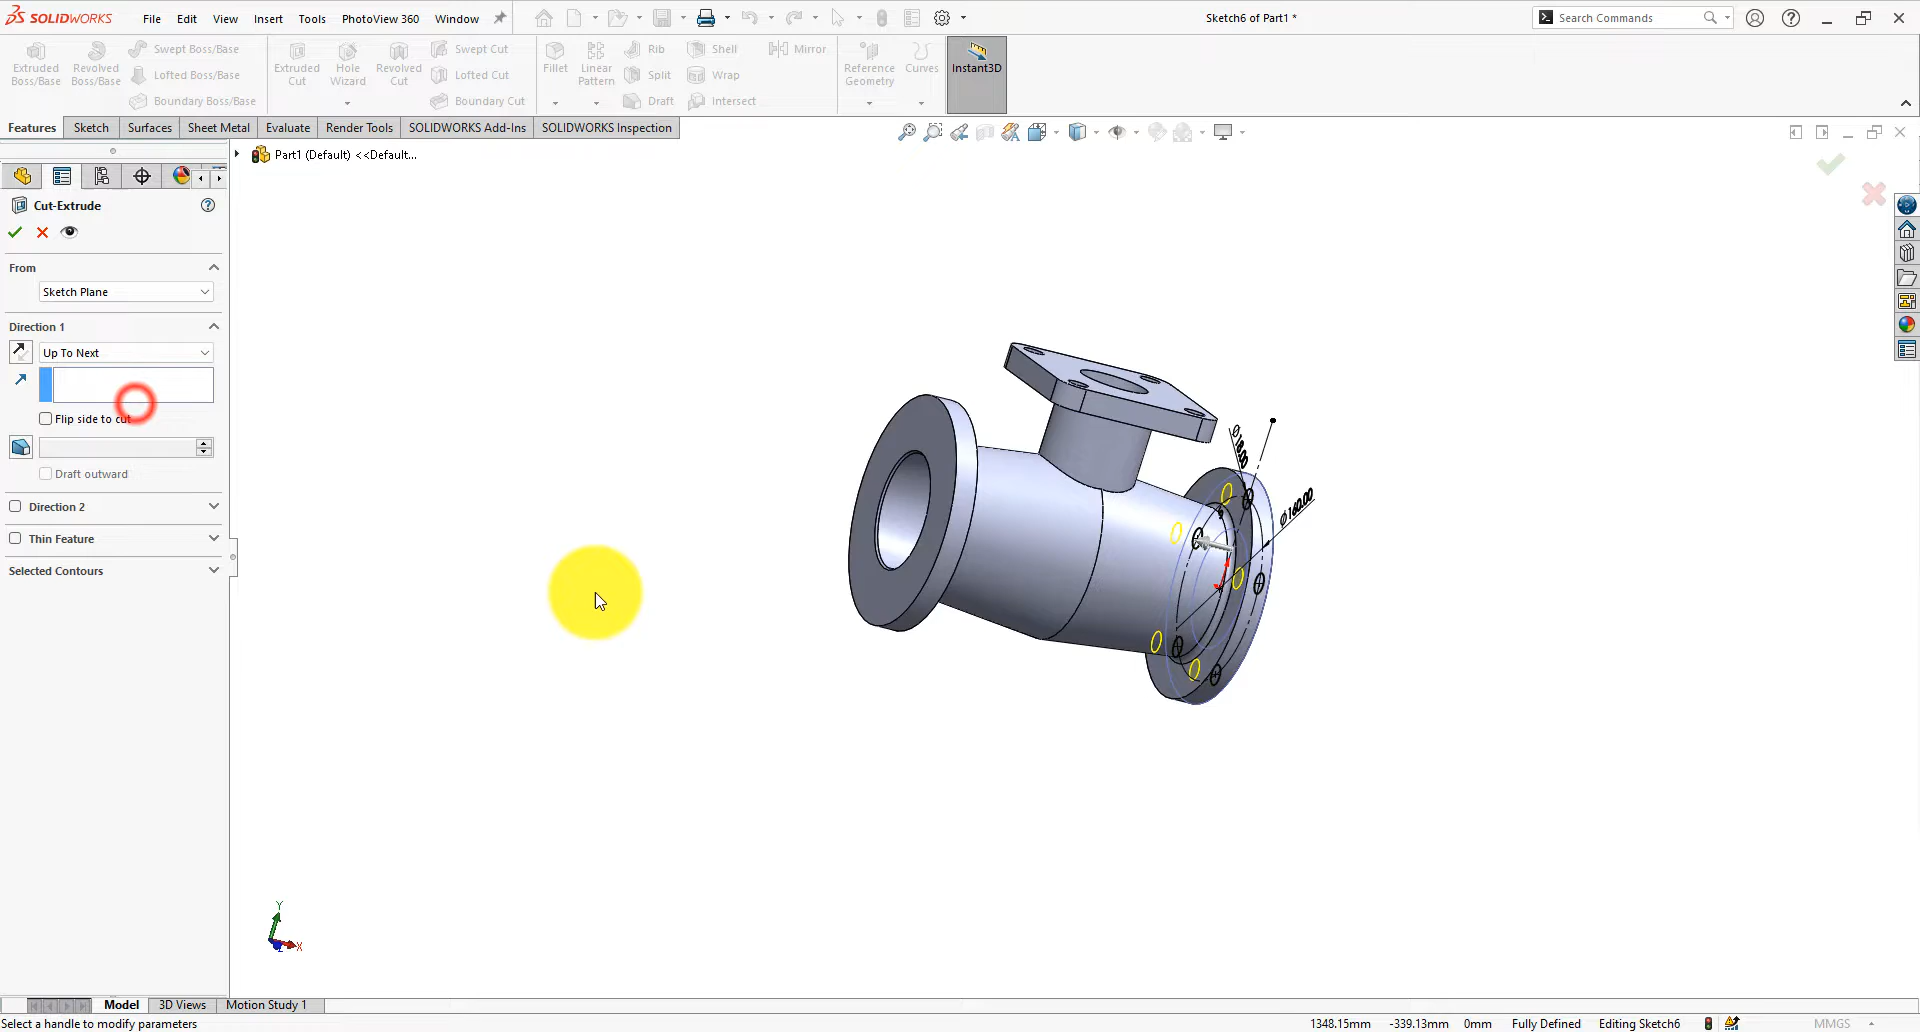 SOLIDWORKS File Edit View Insert Tools PhotoView 360 Window Sketch6 of Part1 * Search Commands
Extruded Boss/Base
Revolved Boss/Base
Swept Boss/Base
Lofted Boss/Base
Boundary Boss/Base
Extruded Cut
Hole Wizard
Revolved Cut
Swept Cut
Lofted Cut
Boundary Cut
Fillet
Linear Pattern
Rib
Split
Draft
Shell
Wrap
Intersect
Mirror
Reference Geometry
Curves
Instant3D
Features Sketch Surfaces Sheet Metal Evaluate Render Tools SOLIDWORKS Add-Ins SOLIDWORKS Inspection
Part1 (Default) <<Default...
Cut-Extrude
From
Sketch Plane
Direction 1
Up To Next
Flip side to cut
Draft outward
Direction 2
Thin Feature
Selected Contours
Ø160.00
Y
X
Z
Model 3D Views Motion Study 1
Select a handle to modify parameters 1348.15mm -339.13mm 0mm Fully Defined Editing Sketch6 MMGS